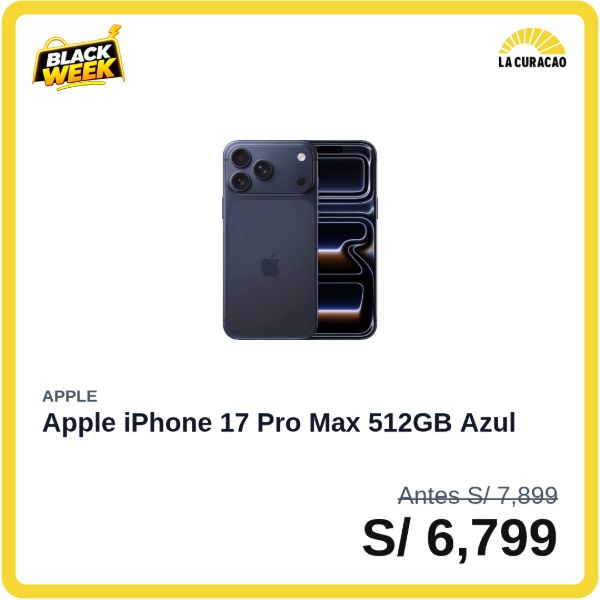 BLACK
WEEK
LA CURACAO
APPLE
Apple iPhone 17 Pro Max 512GB Azul
Antes S/ 7,899
S/ 6,799